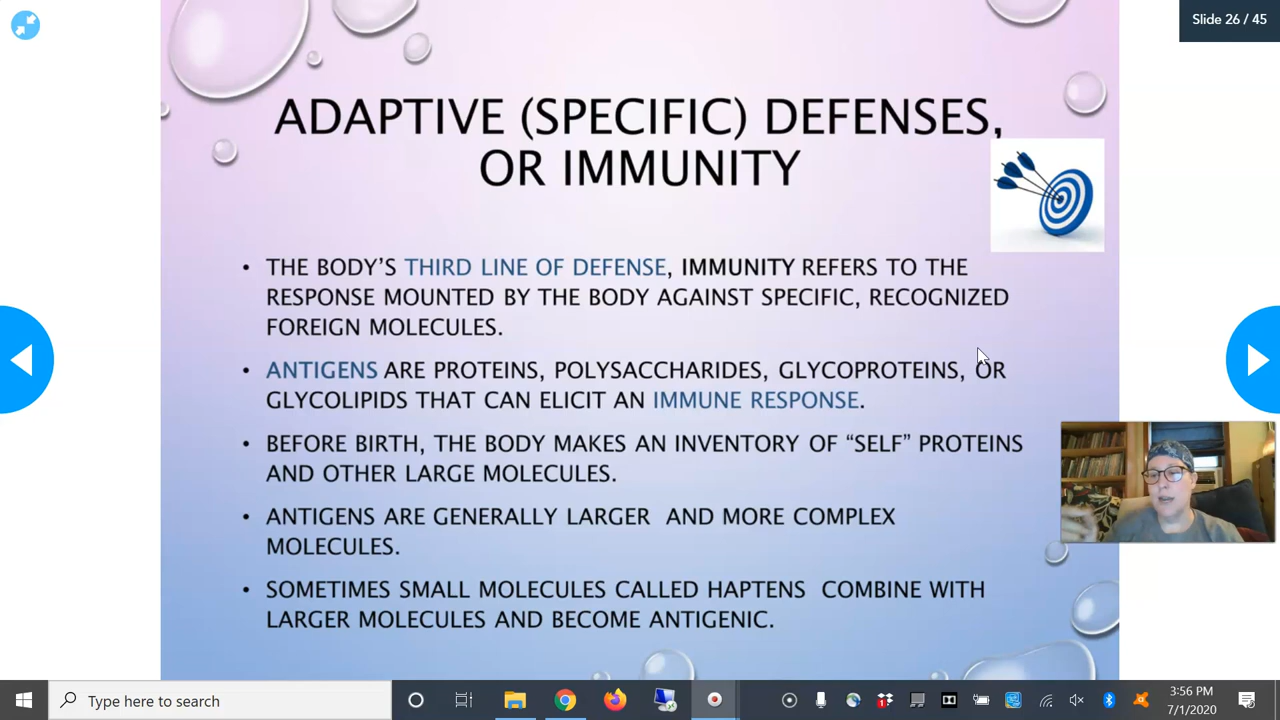 Slide 26 / 45
ADAPTIVE (SPECIFIC) DEFENSES,
OR IMMUNITY
• THE BODY’S THIRD LINE OF DEFENSE, IMMUNITY REFERS TO THE
RESPONSE MOUNTED BY THE BODY AGAINST SPECIFIC, RECOGNIZED
FOREIGN MOLECULES.
• ANTIGENS ARE PROTEINS, POLYSACCHARIDES, GLYCOPROTEINS, OR
GLYCOLIPIDS THAT CAN ELICIT AN IMMUNE RESPONSE.
• BEFORE BIRTH, THE BODY MAKES AN INVENTORY OF “SELF” PROTEINS
AND OTHER LARGE MOLECULES.
• ANTIGENS ARE GENERALLY LARGER AND MORE COMPLEX
MOLECULES.
• SOMETIMES SMALL MOLECULES CALLED HAPTENS COMBINE WITH
LARGER MOLECULES AND BECOME ANTIGENIC.
Type here to search
3:56 PM
7/1/2020